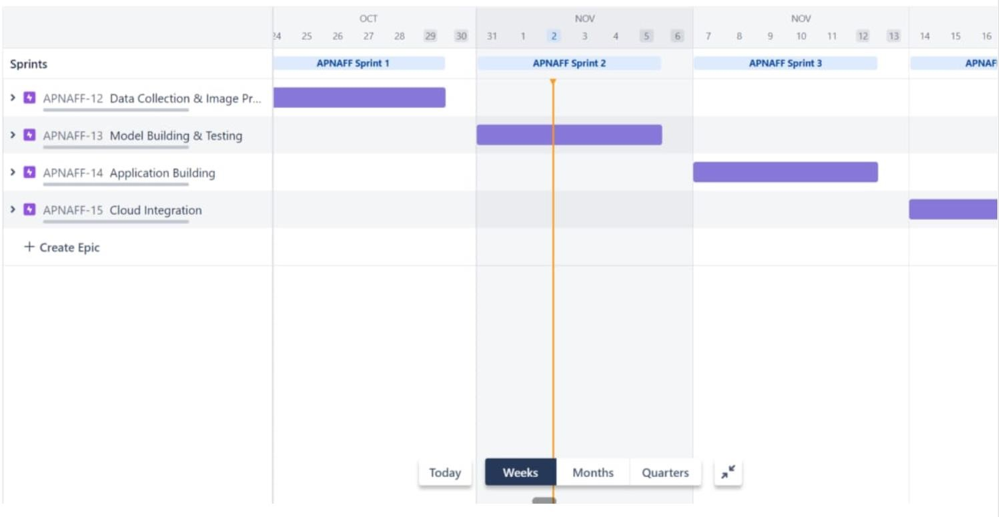 OCT NOV NOV
24 25 26 27 28 29 30 31 1 2 3 4 5 6 7 8 9 10 11 12 13 14 15 16
Sprints APNAFF Sprint 1 APNAFF Sprint 2 APNAFF Sprint 3 APNAF
APNAFF-12 Data Collection & Image Pr...
APNAFF-13 Model Building & Testing
APNAFF-14 Application Building
APNAFF-15 Cloud Integration
+ Create Epic
Today Weeks Months Quarters